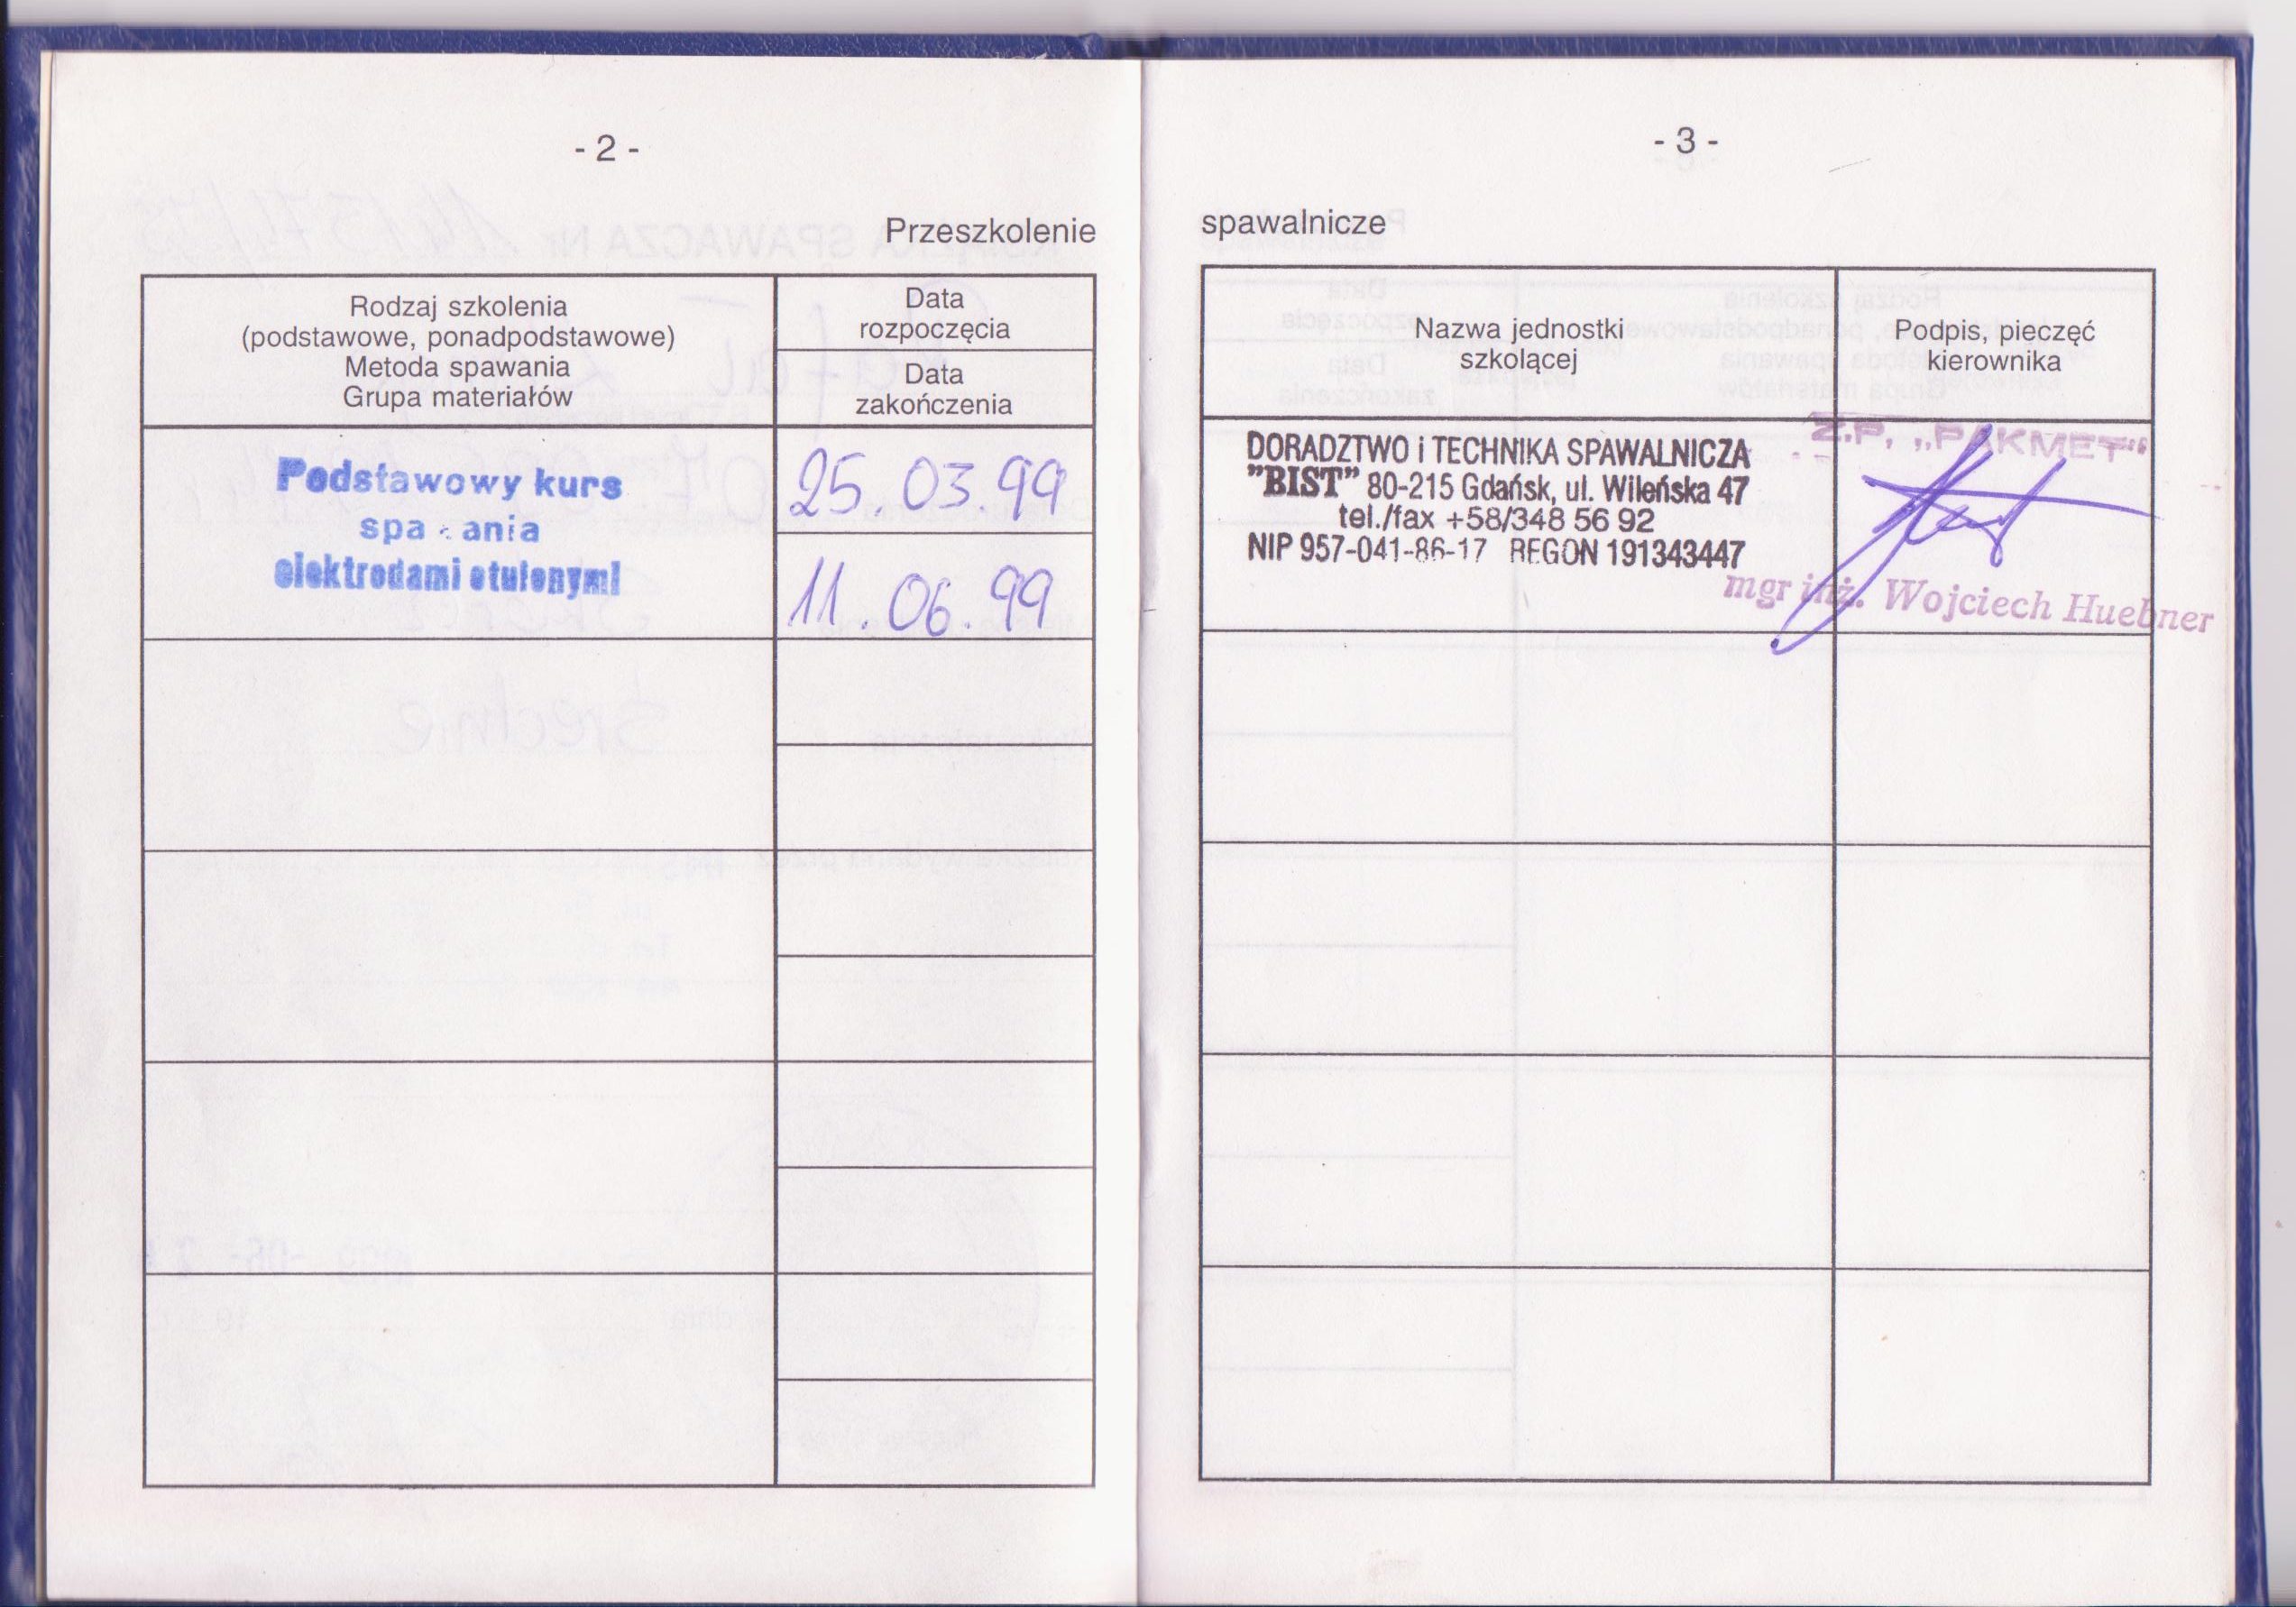 - 2 -
Przeszkolenie
Rodzaj szkolenia
(podstawowe, ponadpodstawowe)
Metoda spawania
Grupa materiałów
Data
rozpoczęcia
Data
zakończenia
Podstawowy kurs
spa ania
elektrodami otulonymi
25.03.99
11.06.99
- 3 -
spawalnicze
Nazwa jednostki
szkolącej
Podpis, pieczęć
kierownika
DORADZTWO i TECHNIKA SPAWALNICZA
"BIST" 80-215 Gdańsk, ul. Wileńska 47
tel./fax +58/348 56 92
NIP 957-041-86-17 REGON 191343447
Z.P. „PAKMET"
mgr inż. Wojciech Huebner